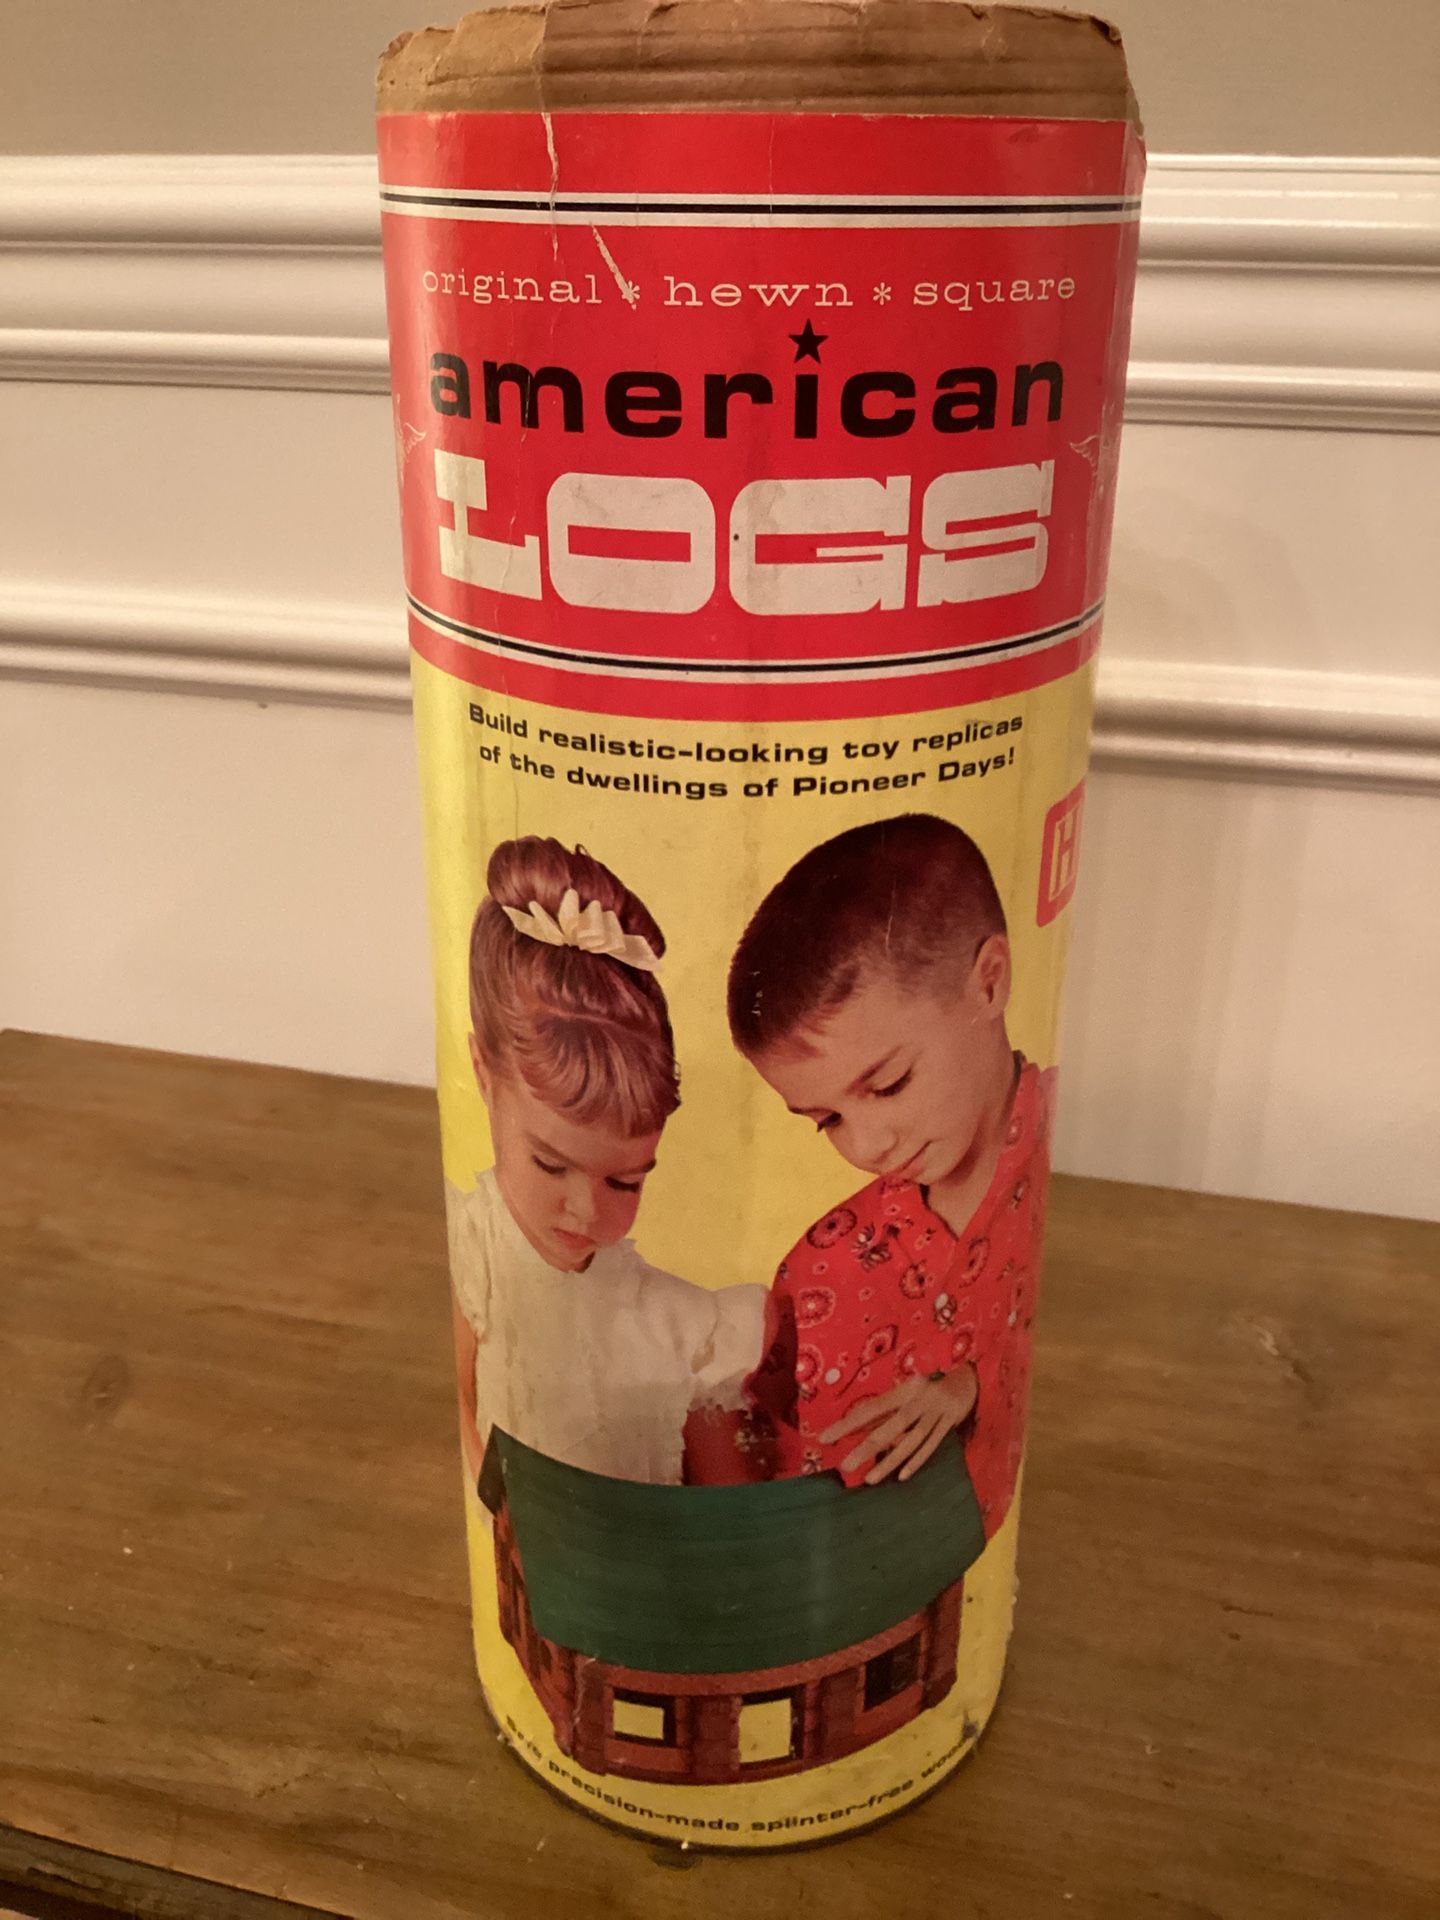 original * hewn * square
american
LOGS
Build realistic-looking toy replicas
of the dwellings of Pioneer Days!
H
precision-made splinter-free wood